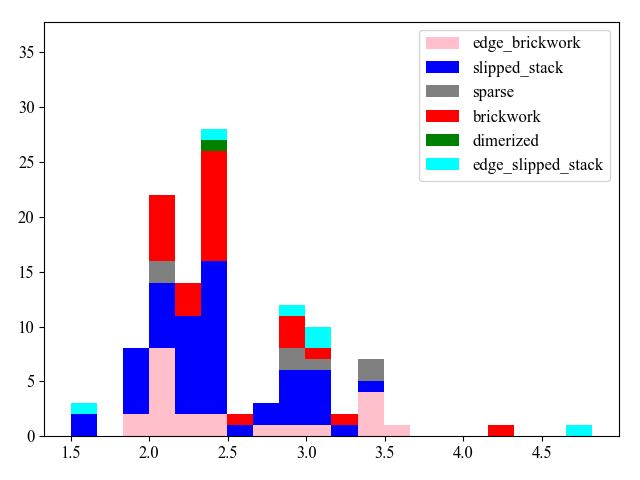 edge_brickwork
slipped_stack
sparse
brickwork
dimerized
edge_slipped_stack
35
30
25
20
15
10
5
0
1.5 2.0 2.5 3.0 3.5 4.0 4.5